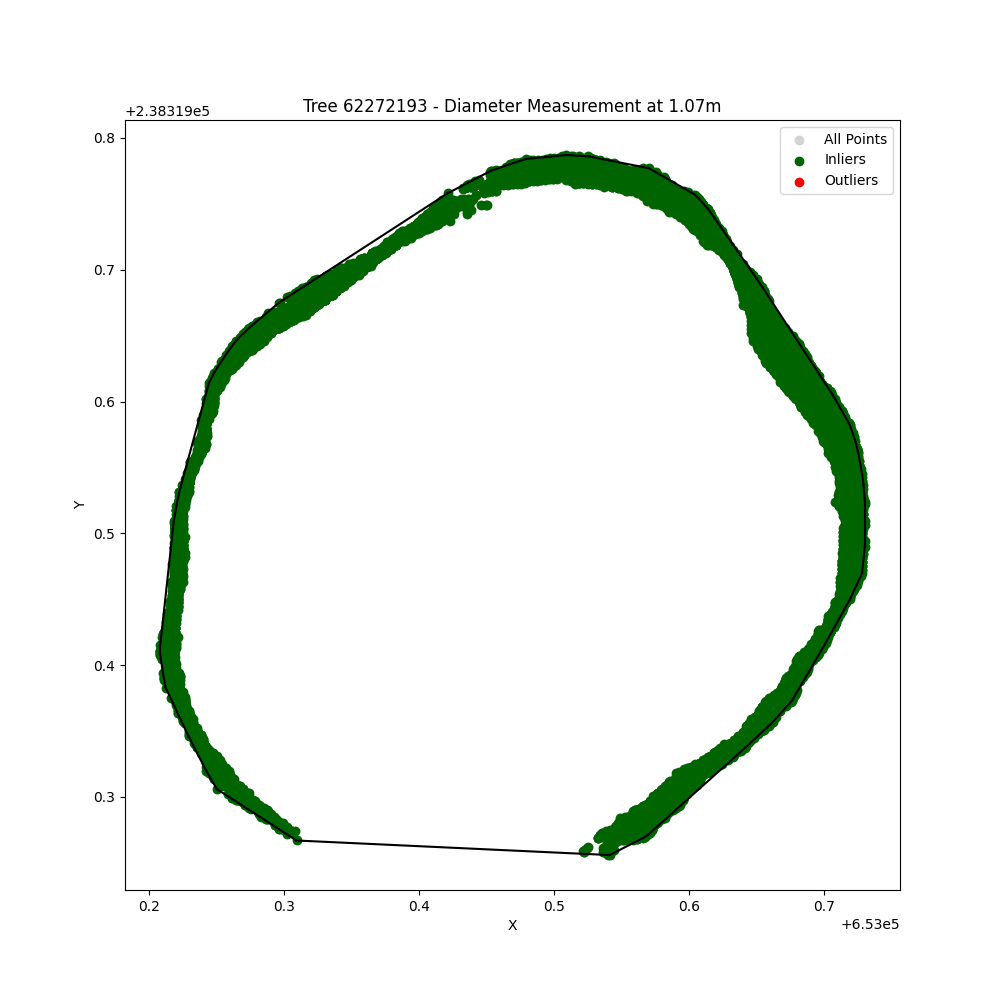 Tree 62272193 - Diameter Measurement at 1.07m
+2.38319e5
All Points
Inliers
Outliers
0.8
0.7
0.6
0.5
0.4
0.3
Y
0.2 0.3 0.4 0.5 0.6 0.7
X
+6.53e5